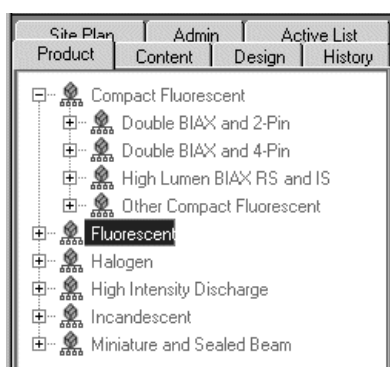 Site Plan Admin Active List
Product Content Design History
Compact Fluorescent
Double BIAX and 2-Pin
Double BIAX and 4-Pin
High Lumen BIAX RS and IS
Other Compact Fluorescent
Fluorescent
Halogen
High Intensity Discharge
Incandescent
Miniature and Sealed Beam